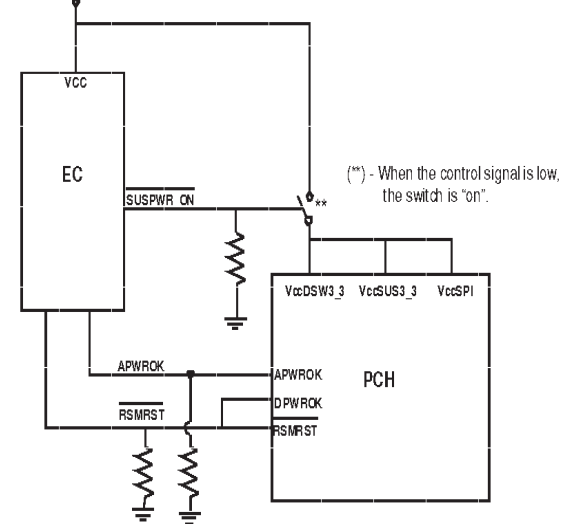 VCC
EC
SUSPWR_ON
**
(**) - When the control signal is low,
the switch is "on".
VccDSW3_3 VccSUS3_3 VccSPI
APWROK
APWROK
PCH
DPWROK
RSMRST
RSMRST